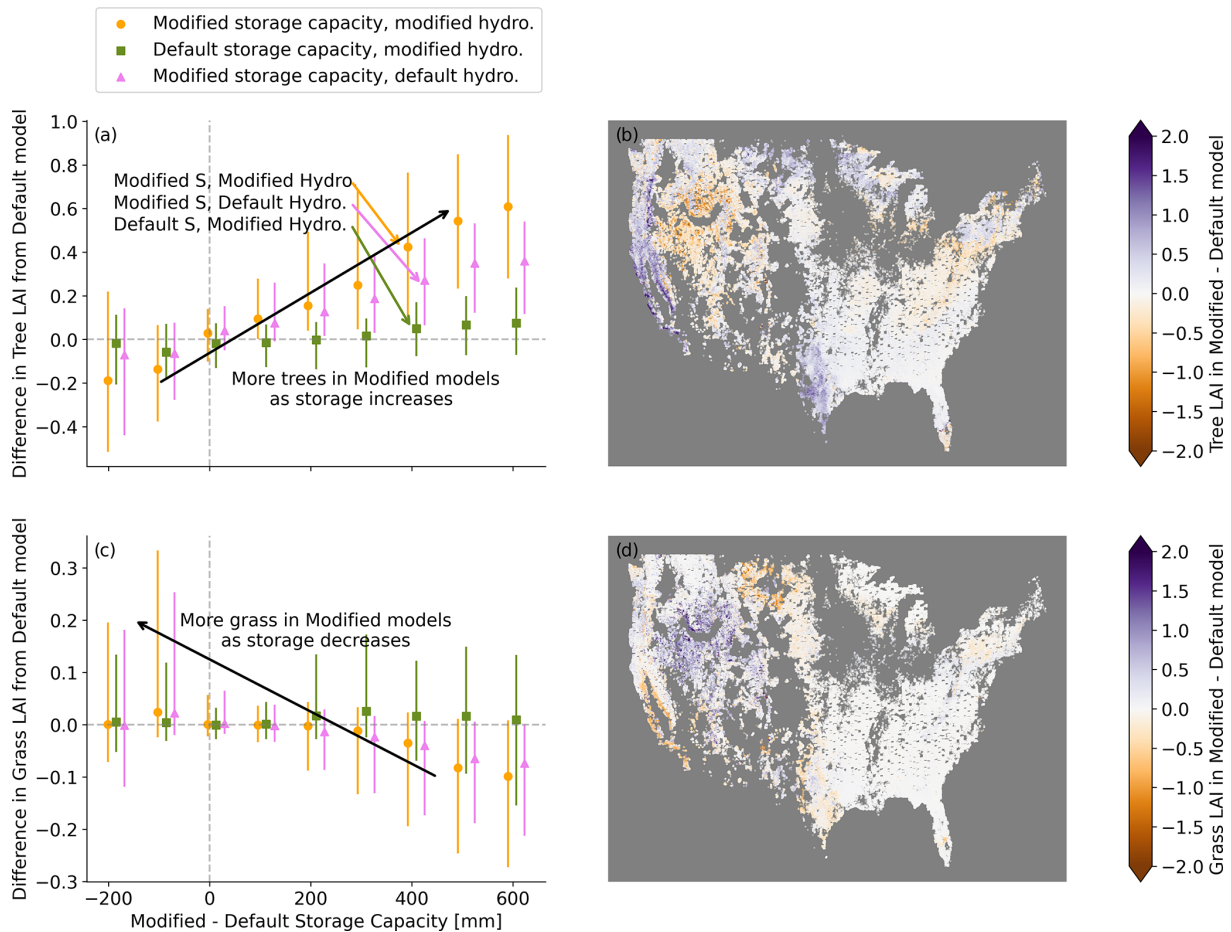 Modified storage capacity, modified hydro.
Default storage capacity, modified hydro.
Modified storage capacity, default hydro.
Difference in Tree LAI from Default model
1.0
0.8
0.6
0.4
0.2
0.0
−0.2
−0.4
(a)
Modified S, Modified Hydro.
Modified S, Default Hydro.
Default S, Modified Hydro.
More trees in Modified models
as storage increases
(b)
2.0
1.5
1.0
0.5
0.0
−0.5
−1.0
−1.5
−2.0
Tree LAI in Modified - Default model
Difference in Grass LAI from Default model
0.3
0.2
0.1
0.0
−0.1
−0.2
−0.3
(c)
More grass in Modified models
as storage decreases
−200
0
200
400
600
Modified - Default Storage Capacity [mm]
(d)
2.0
1.5
1.0
0.5
0.0
−0.5
−1.0
−1.5
−2.0
Grass LAI in Modified - Default model